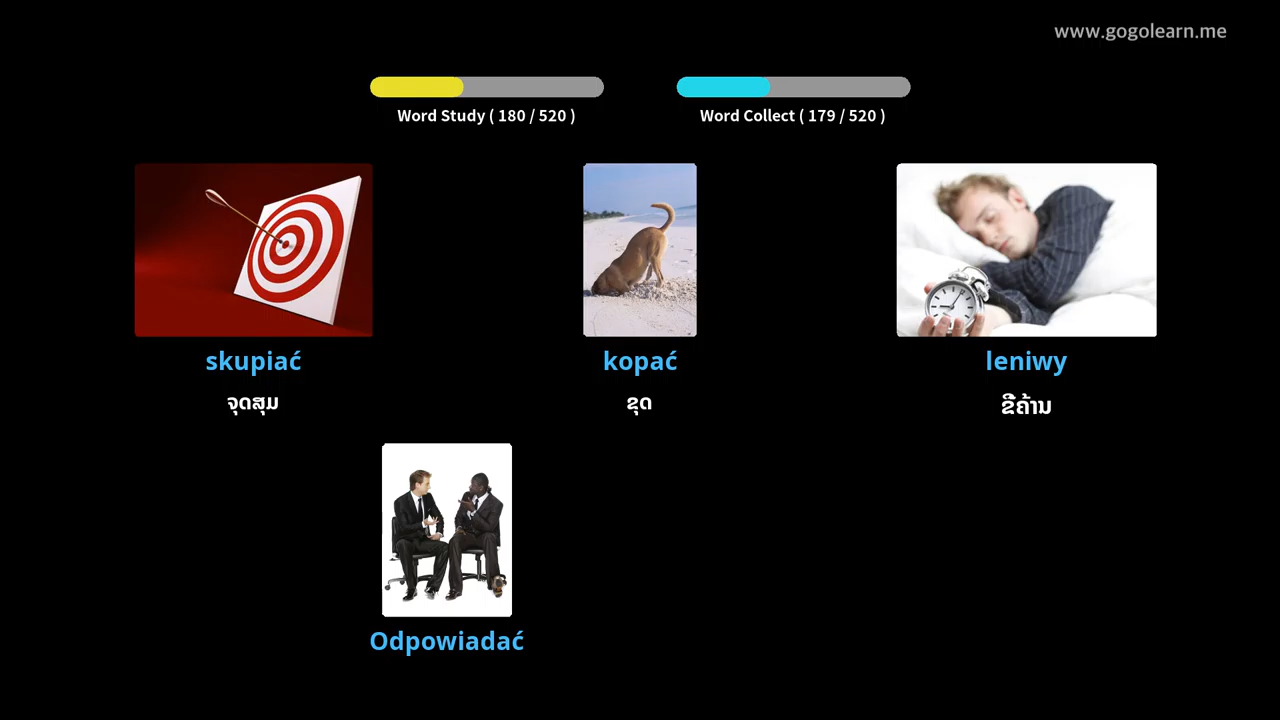 www.gogolearn.me
Word Study ( 180 / 520 )
Word Collect ( 179 / 520 )
skupiać
kopać
leniwy
ຈຸດສຸມ
ຂຸດ
ຂີ້ຄ້ານ
Odpowiadać